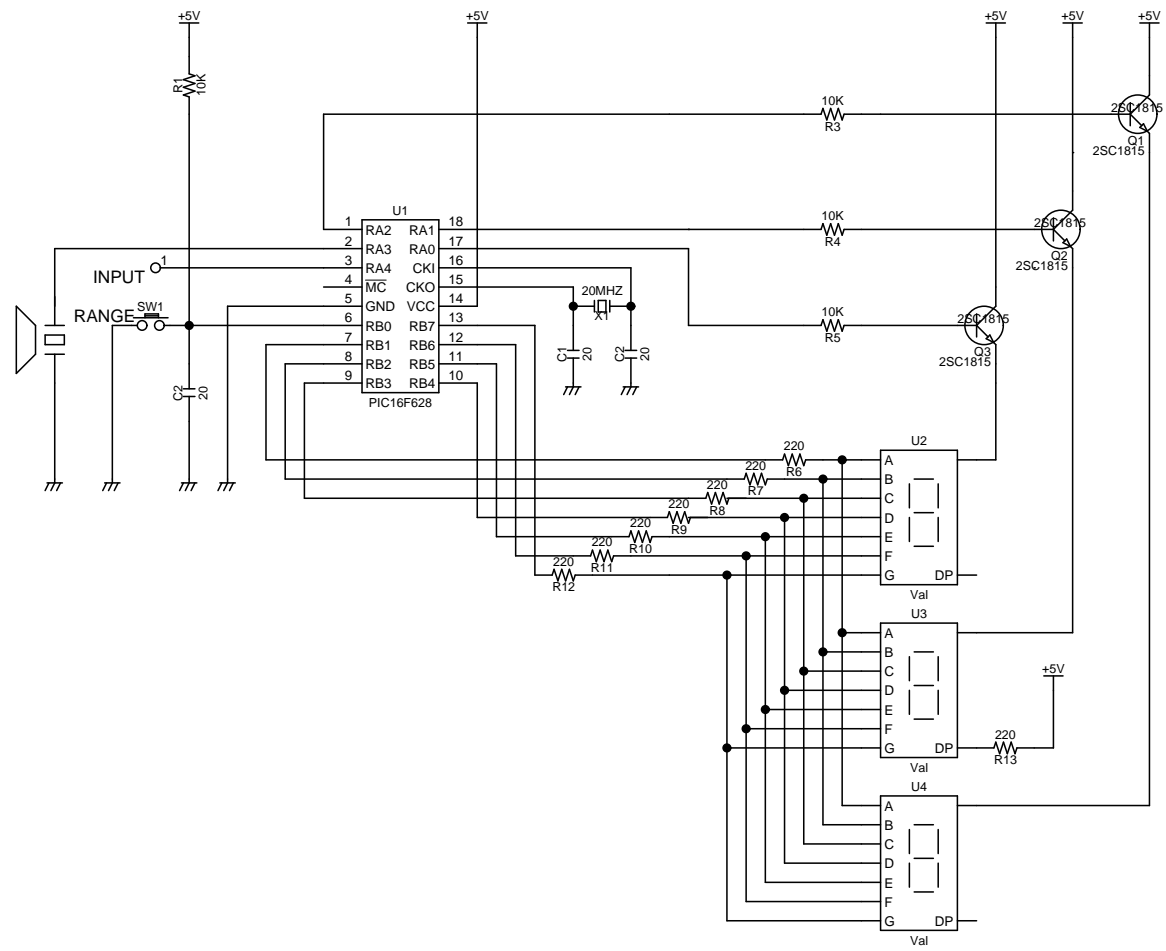 +5V
+5V
+5V
+5V
+5V
R1
10K
10K
R3
2SC1815
Q1
2SC1815
U1
1 RA2 RA1 18
2 RA3 RA0 17
3 RA4 CKI 16
4 MC CKO 15
5 GND VCC 14
6 RB0 RB7 13
7 RB1 RB6 12
8 RB2 RB5 11
9 RB3 RB4 10
PIC16F628
10K
R4
2SC1815
Q2
2SC1815
INPUT 1
RANGE SW1
20MHZ
X1
10K
R5
2SC1815
Q3
2SC1815
C1
20
C2
20
C2
20
220
R6
220
R7
220
R8
220
R9
220
R10
220
R11
220
R12
U2
A
B
C
D
E
F
G DP
Val
U3
A
B
C
D
E
F
G DP
Val
+5V
220
R13
U4
A
B
C
D
E
F
G DP
Val